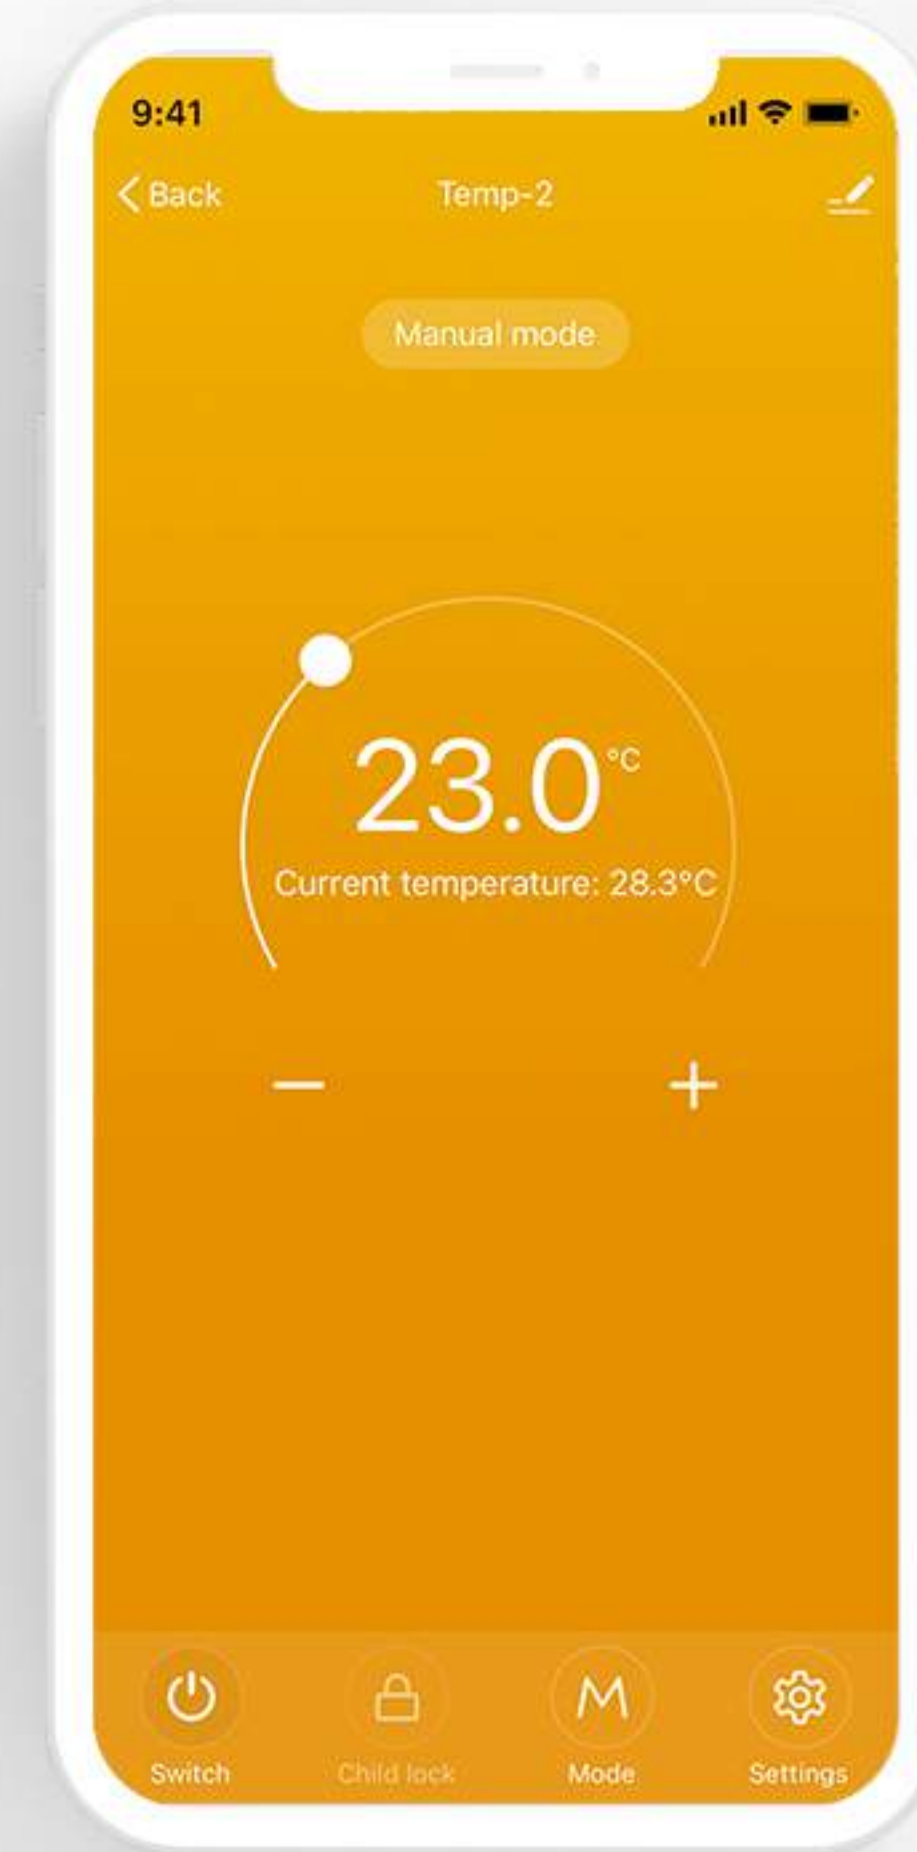 9:41
Back Temp-2
Manual mode
23.0°C
Current temperature: 28.3°C
− +
M
Switch Child lock Mode Settings